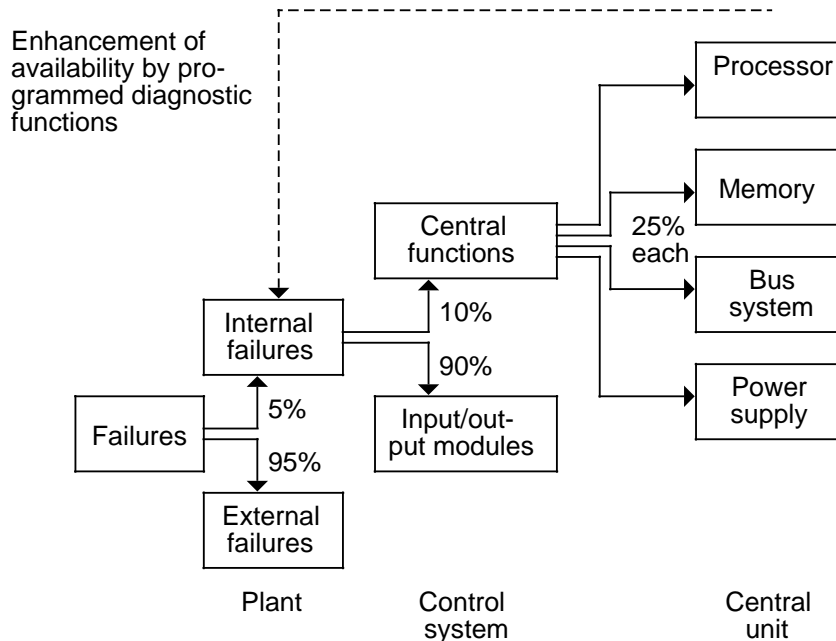 Enhancement of
availability by pro-
grammed diagnostic
functions
Processor
Memory
Central
functions
25%
each
Bus
system
Internal
failures
10%
90%
Power
supply
Failures
5%
95%
Input/out-
put modules
External
failures
Plant
Control
system
Central
unit